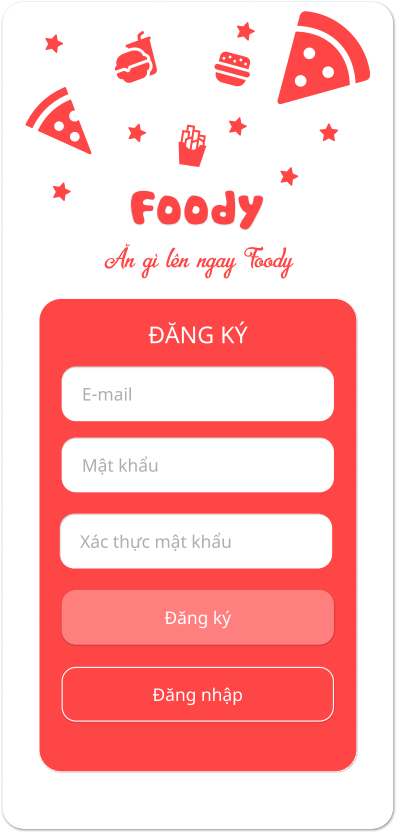 Foody
Ăn gì lên ngay Foody
ĐĂNG KÝ
E-mail
Mật khẩu
Xác thực mật khẩu
Đăng ký
Đăng nhập